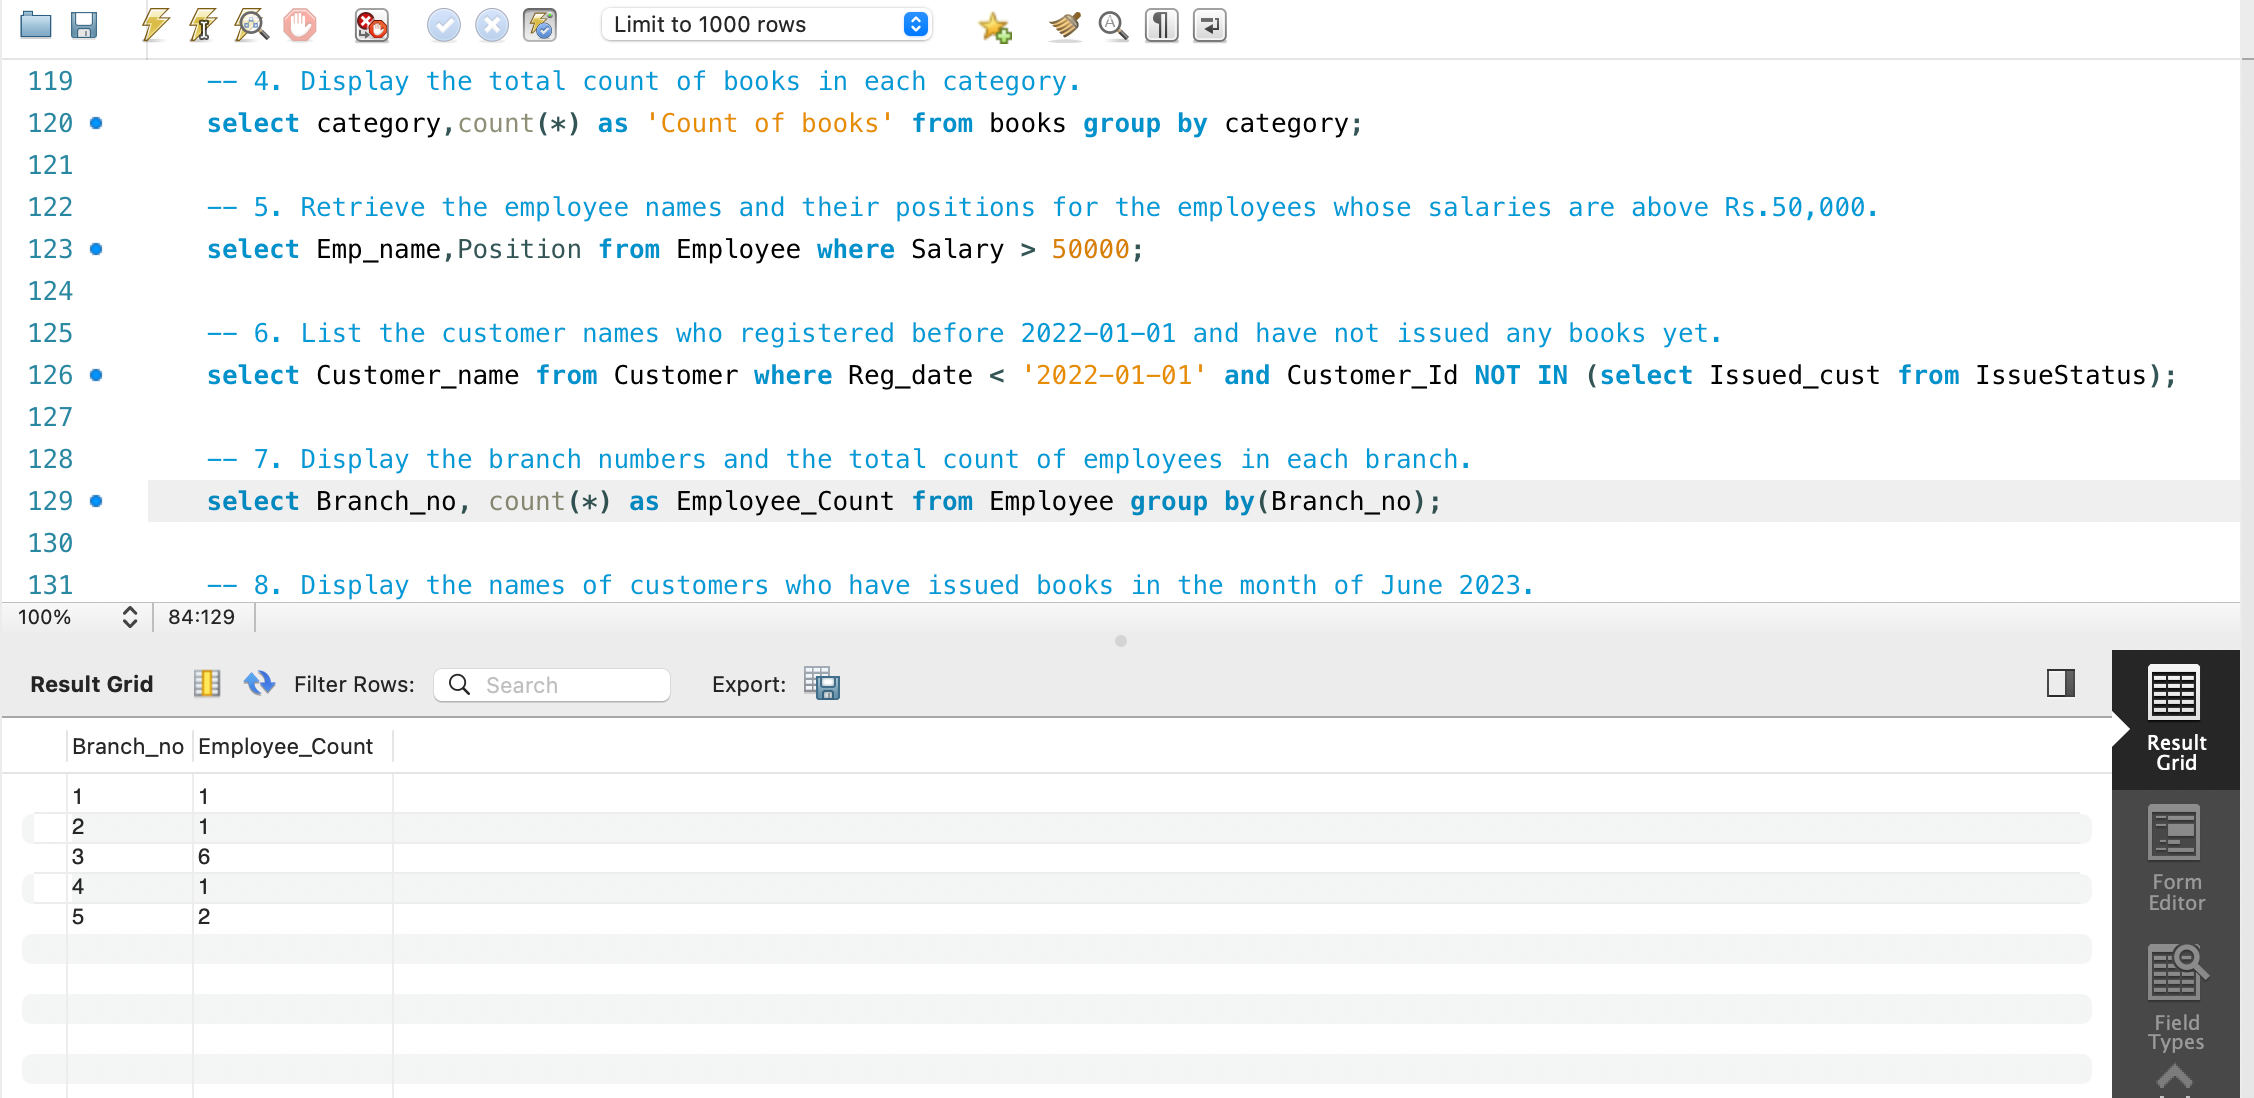 Limit to 1000 rows
119 -- 4. Display the total count of books in each category.
120 select category,count(*) as 'Count of books' from books group by category;
121
122 -- 5. Retrieve the employee names and their positions for the employees whose salaries are above Rs.50,000.
123 select Emp_name,Position from Employee where Salary > 50000;
124
125 -- 6. List the customer names who registered before 2022-01-01 and have not issued any books yet.
126 select Customer_name from Customer where Reg_date < '2022-01-01' and Customer_Id NOT IN (select Issued_cust from IssueStatus);
127
128 -- 7. Display the branch numbers and the total count of employees in each branch.
129 select Branch_no, count(*) as Employee_Count from Employee group by(Branch_no);
130
131 -- 8. Display the names of customers who have issued books in the month of June 2023.
100% 84:129
Result Grid Filter Rows: Search Export:
Branch_no Employee_Count
1 1
2 1
3 6
4 1
5 2
Result
Grid
Form
Editor
Field
Types